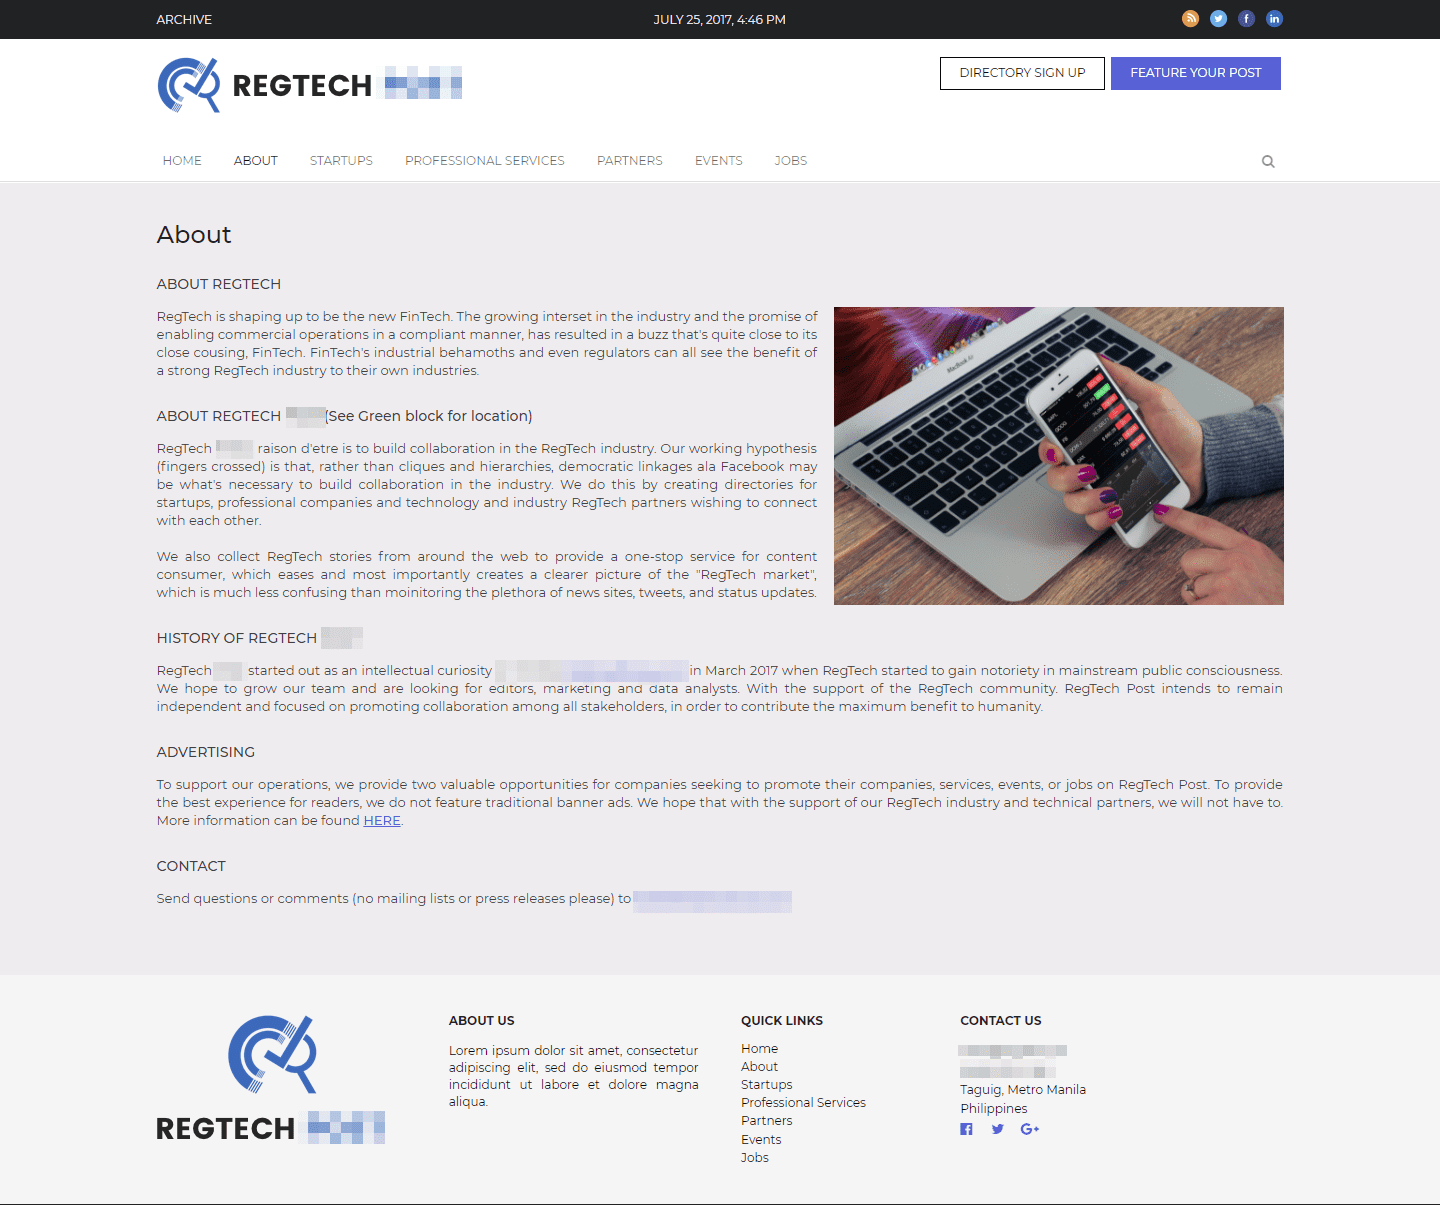 ARCHIVE
JULY 25, 2017, 4:46 PM
REGTECH
DIRECTORY SIGN UP
FEATURE YOUR POST
HOME ABOUT STARTUPS PROFESSIONAL SERVICES PARTNERS EVENTS JOBS
About
ABOUT REGTECH
RegTech is shaping up to be the new FinTech. The growing interset in the industry and the promise of
enabling commercial operations in a compliant manner, has resulted in a buzz that's quite close to its
close cousing, FinTech. FinTech's industrial behamoths and even regulators can all see the benefit of
a strong RegTech industry to their own industries.
MacBook Air
ABOUT REGTECH (See Green block for location)
RegTech raison d'etre is to build collaboration in the RegTech industry. Our working hypothesis
(fingers crossed) is that, rather than cliques and hierarchies, democratic linkages ala Facebook may
be what's necessary to build collaboration in the industry. We do this by creating directories for
startups, professional companies and technology and industry RegTech partners wishing to connect
with each other.
We also collect RegTech stories from around the web to provide a one-stop service for content
consumer, which eases and most importantly creates a clearer picture of the "RegTech market",
which is much less confusing than moinitoring the plethora of news sites, tweets, and status updates.
HISTORY OF REGTECH
RegTech started out as an intellectual curiosity in March 2017 when RegTech started to gain notoriety in mainstream public consciousness.
We hope to grow our team and are looking for editors, marketing and data analysts. With the support of the RegTech community. RegTech Post intends to remain
independent and focused on promoting collaboration among all stakeholders, in order to contribute the maximum benefit to humanity.
ADVERTISING
To support our operations, we provide two valuable opportunities for companies seeking to promote their companies, services, events, or jobs on RegTech Post. To provide
the best experience for readers, we do not feature traditional banner ads. We hope that with the support of our RegTech industry and technical partners, we will not have to.
More information can be found HERE.
CONTACT
Send questions or comments (no mailing lists or press releases please) to
REGTECH
ABOUT US
Lorem ipsum dolor sit amet, consectetur
adipiscing elit, sed do eiusmod tempor
incididunt ut labore et dolore magna
aliqua.
QUICK LINKS
Home
About
Startups
Professional Services
Partners
Events
Jobs
CONTACT US
Taguig, Metro Manila
Philippines